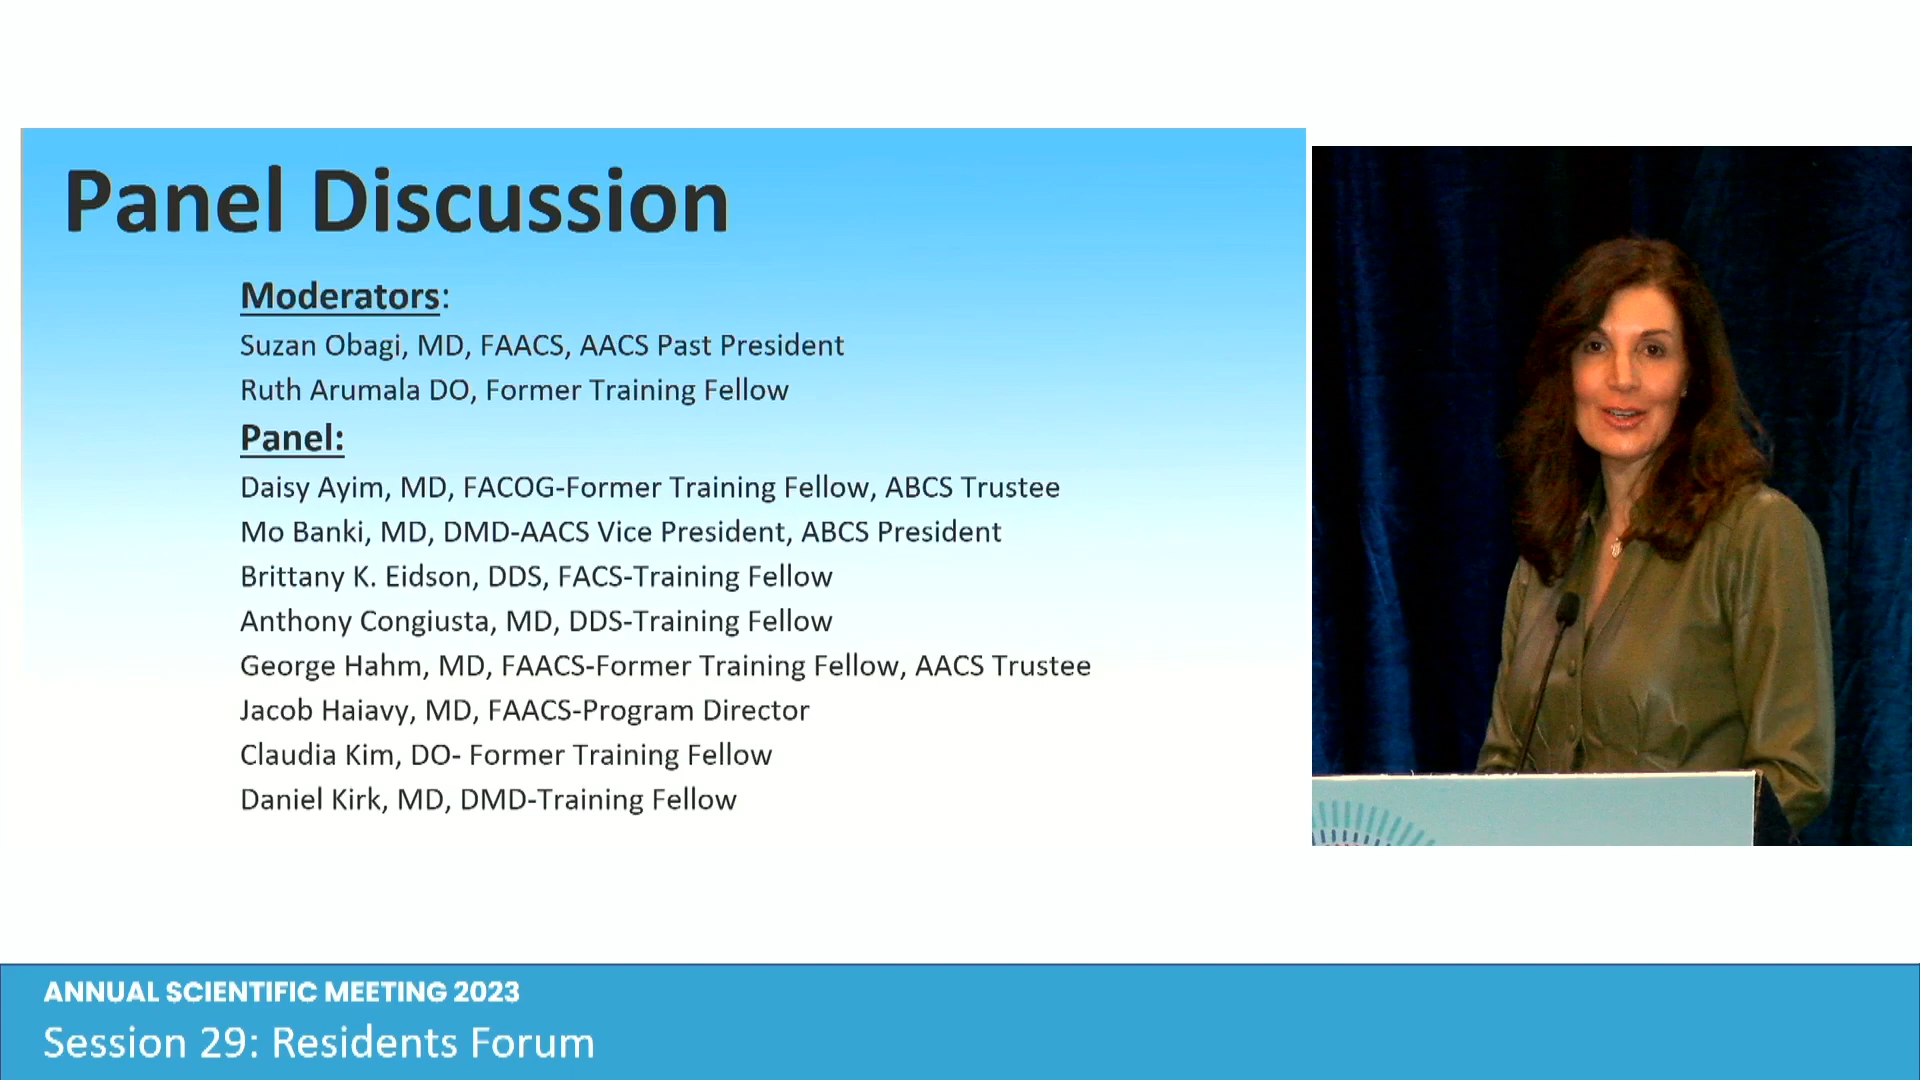 Panel Discussion
Moderators:
Suzan Obagi, MD, FAACS, AACS Past President
Ruth Arumala DO, Former Training Fellow
Panel:
Daisy Ayim, MD, FACOG-Former Training Fellow, ABCS Trustee
Mo Banki, MD, DMD-AACS Vice President, ABCS President
Brittany K. Eidson, DDS, FACS-Training Fellow
Anthony Congiusta, MD, DDS-Training Fellow
George Hahm, MD, FAACS-Former Training Fellow, AACS Trustee
Jacob Haiavy, MD, FAACS-Program Director
Claudia Kim, DO- Former Training Fellow
Daniel Kirk, MD, DMD-Training Fellow
ANNUAL SCIENTIFIC MEETING 2023
Session 29: Residents Forum